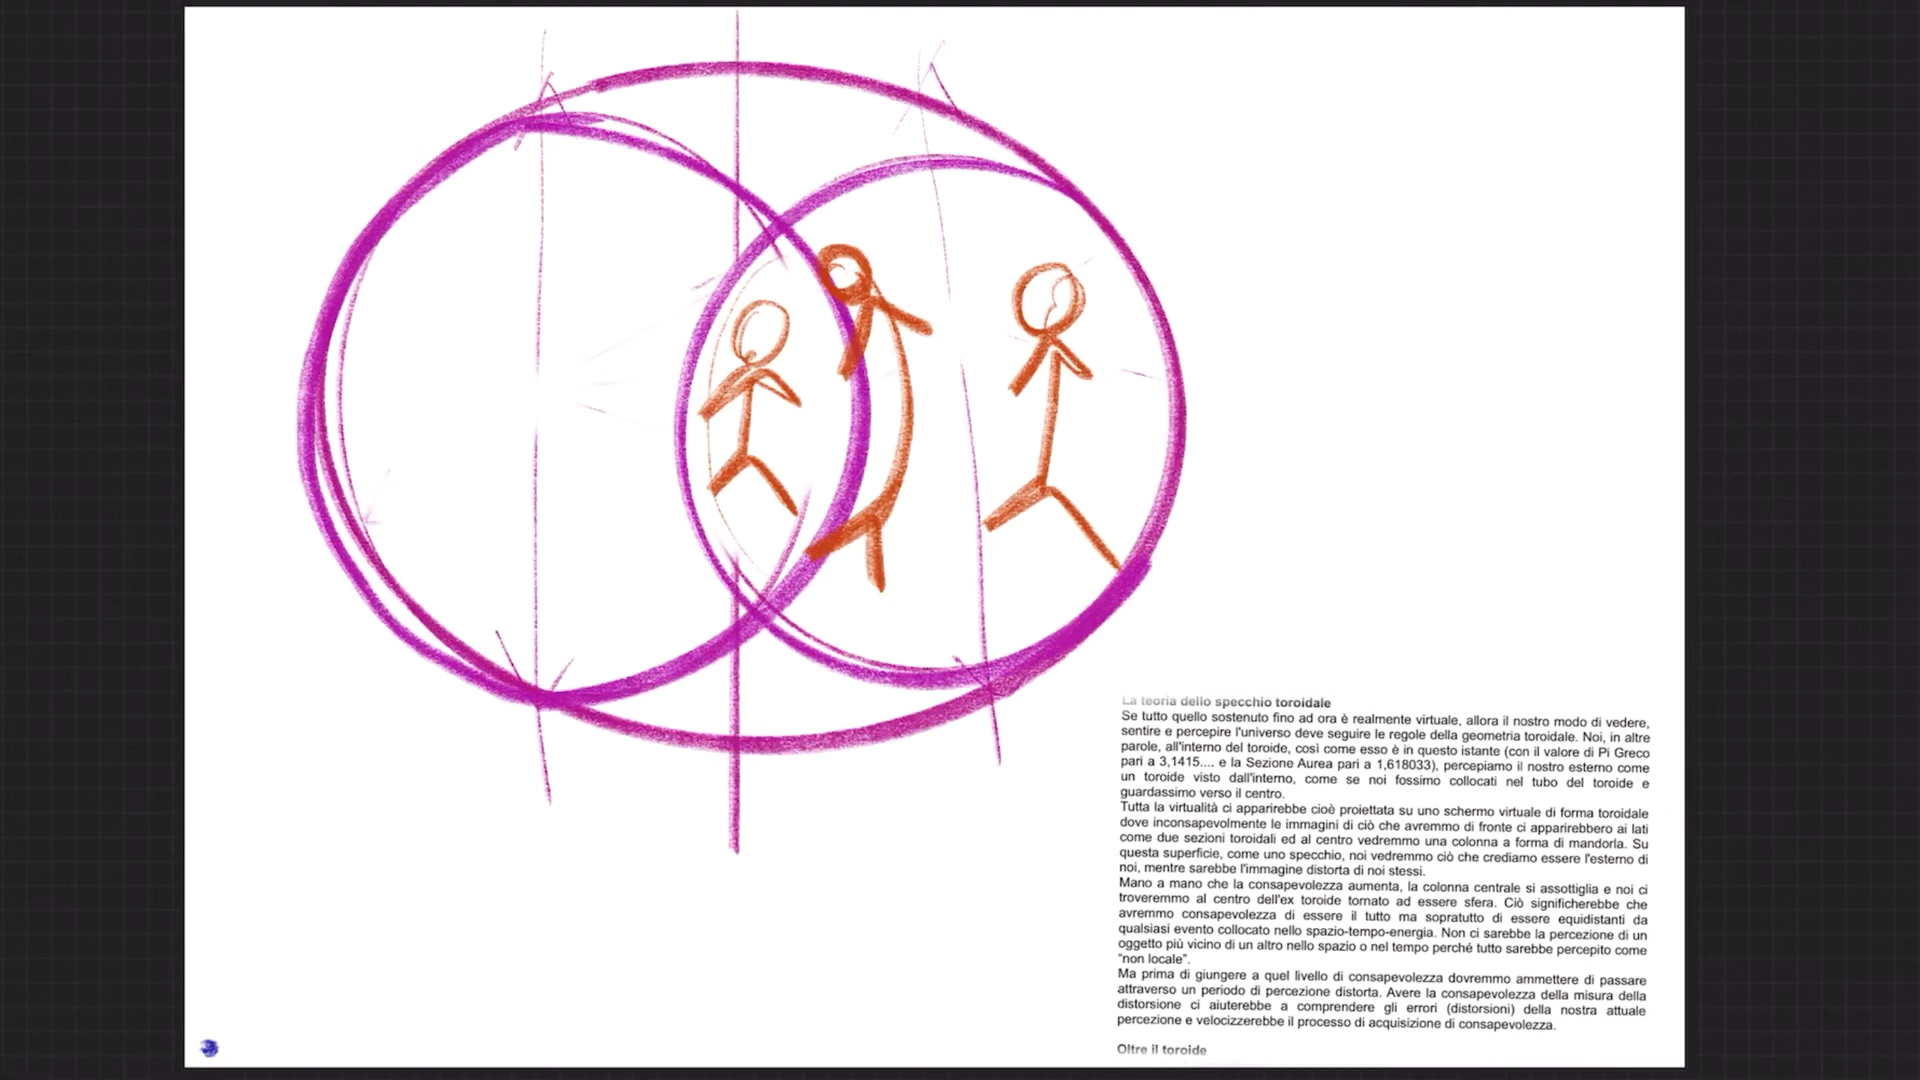 La teoria dello specchio toroidale
Se tutto quello sostenuto fino ad ora è realmente virtuale, allora il nostro modo di vedere,
sentire e percepire l'universo deve seguire le regole della geometria toroidale. Noi, in altre
parole, all'interno del toroide, così come esso è in questo istante (con il valore di Pi Greco
pari a 3,1415.... e la Sezione Aurea pari a 1,618033), percepiamo il nostro esterno come
un toroide visto dall'interno, come se noi fossimo collocati nel tubo del toroide e
guardassimo verso il centro.
Tutta la virtualità ci apparirebbe cioè proiettata su uno schermo virtuale di forma toroidale
dove inconsapevolmente le immagini di ciò che avremmo di fronte ci apparirebbero ai lati
come due sezioni toroidali ed al centro vedremmo una colonna a forma di mandorla. Su
questa superficie, come uno specchio, noi vedremmo ciò che crediamo essere l'esterno di
noi, mentre sarebbe l'immagine distorta di noi stessi.
Mano a mano che la consapevolezza aumenta, la colonna centrale si assottiglia e noi ci
troveremmo al centro dell'ex toroide tornato ad essere sfera. Ciò significherebbe che
avremmo consapevolezza di essere il tutto ma sopratutto di essere equidistanti da
qualsiasi evento collocato nello spazio-tempo-energia. Non ci sarebbe la percezione di un
oggetto più vicino di un altro nello spazio o nel tempo perché tutto sarebbe percepito come
"non locale".
Ma prima di giungere a quel livello di consapevolezza dovremmo ammettere di passare
attraverso un periodo di percezione distorta. Avere la consapevolezza della misura della
distorsione ci aiuterebbe a comprendere gli errori (distorsioni) della nostra attuale
percezione e velocizzerebbe il processo di acquisizione di consapevolezza.
Oltre il toroide